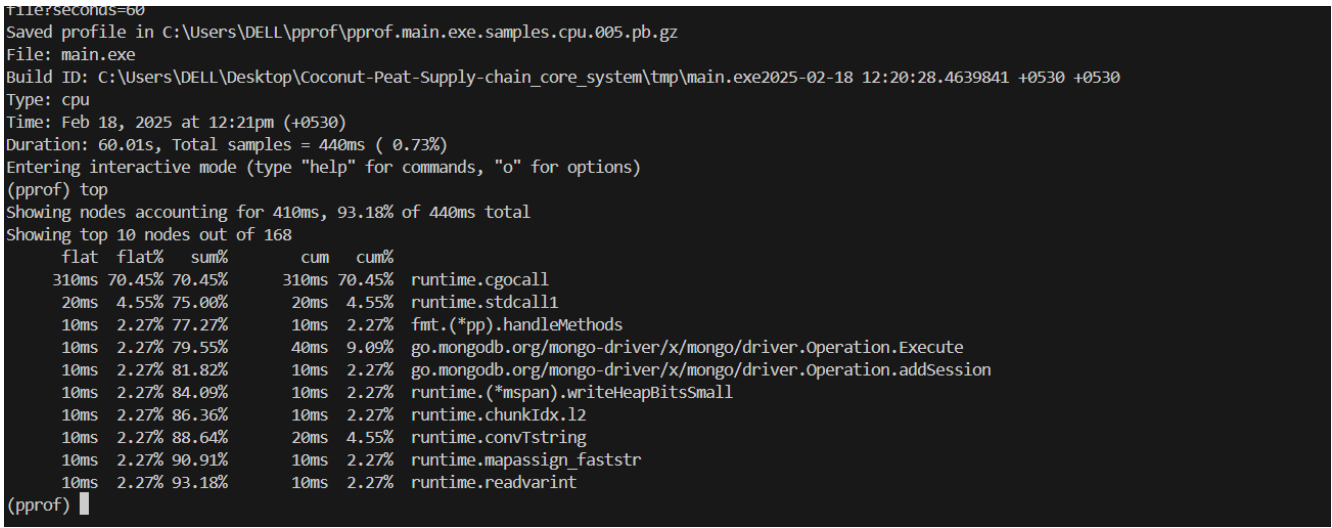 file?seconds=60
Saved profile in C:\Users\DELL\pprof\pprof.main.exe.samples.cpu.005.pb.gz
File: main.exe
Build ID: C:\Users\DELL\Desktop\Coconut-Peat-Supply-chain_core_system\tmp\main.exe2025-02-18 12:20:28.4639841 +0530 +0530
Type: cpu
Time: Feb 18, 2025 at 12:21pm (+0530)
Duration: 60.01s, Total samples = 440ms ( 0.73%)
Entering interactive mode (type "help" for commands, "o" for options)
(pprof) top
Showing nodes accounting for 410ms, 93.18% of 440ms total
Showing top 10 nodes out of 168
      flat  flat%   sum%        cum   cum%
     310ms 70.45% 70.45%      310ms 70.45%  runtime.cgocall
      20ms  4.55% 75.00%       20ms  4.55%  runtime.stdcall1
      10ms  2.27% 77.27%       10ms  2.27%  fmt.(*pp).handleMethods
      10ms  2.27% 79.55%       40ms  9.09%  go.mongodb.org/mongo-driver/x/mongo/driver.Operation.Execute
      10ms  2.27% 81.82%       10ms  2.27%  go.mongodb.org/mongo-driver/x/mongo/driver.Operation.addSession
      10ms  2.27% 84.09%       10ms  2.27%  runtime.(*mspan).writeHeapBitsSmall
      10ms  2.27% 86.36%       10ms  2.27%  runtime.chunkIdx.l2
      10ms  2.27% 88.64%       20ms  4.55%  runtime.convTstring
      10ms  2.27% 90.91%       10ms  2.27%  runtime.mapassign_faststr
      10ms  2.27% 93.18%       10ms  2.27%  runtime.readvarint
(pprof)